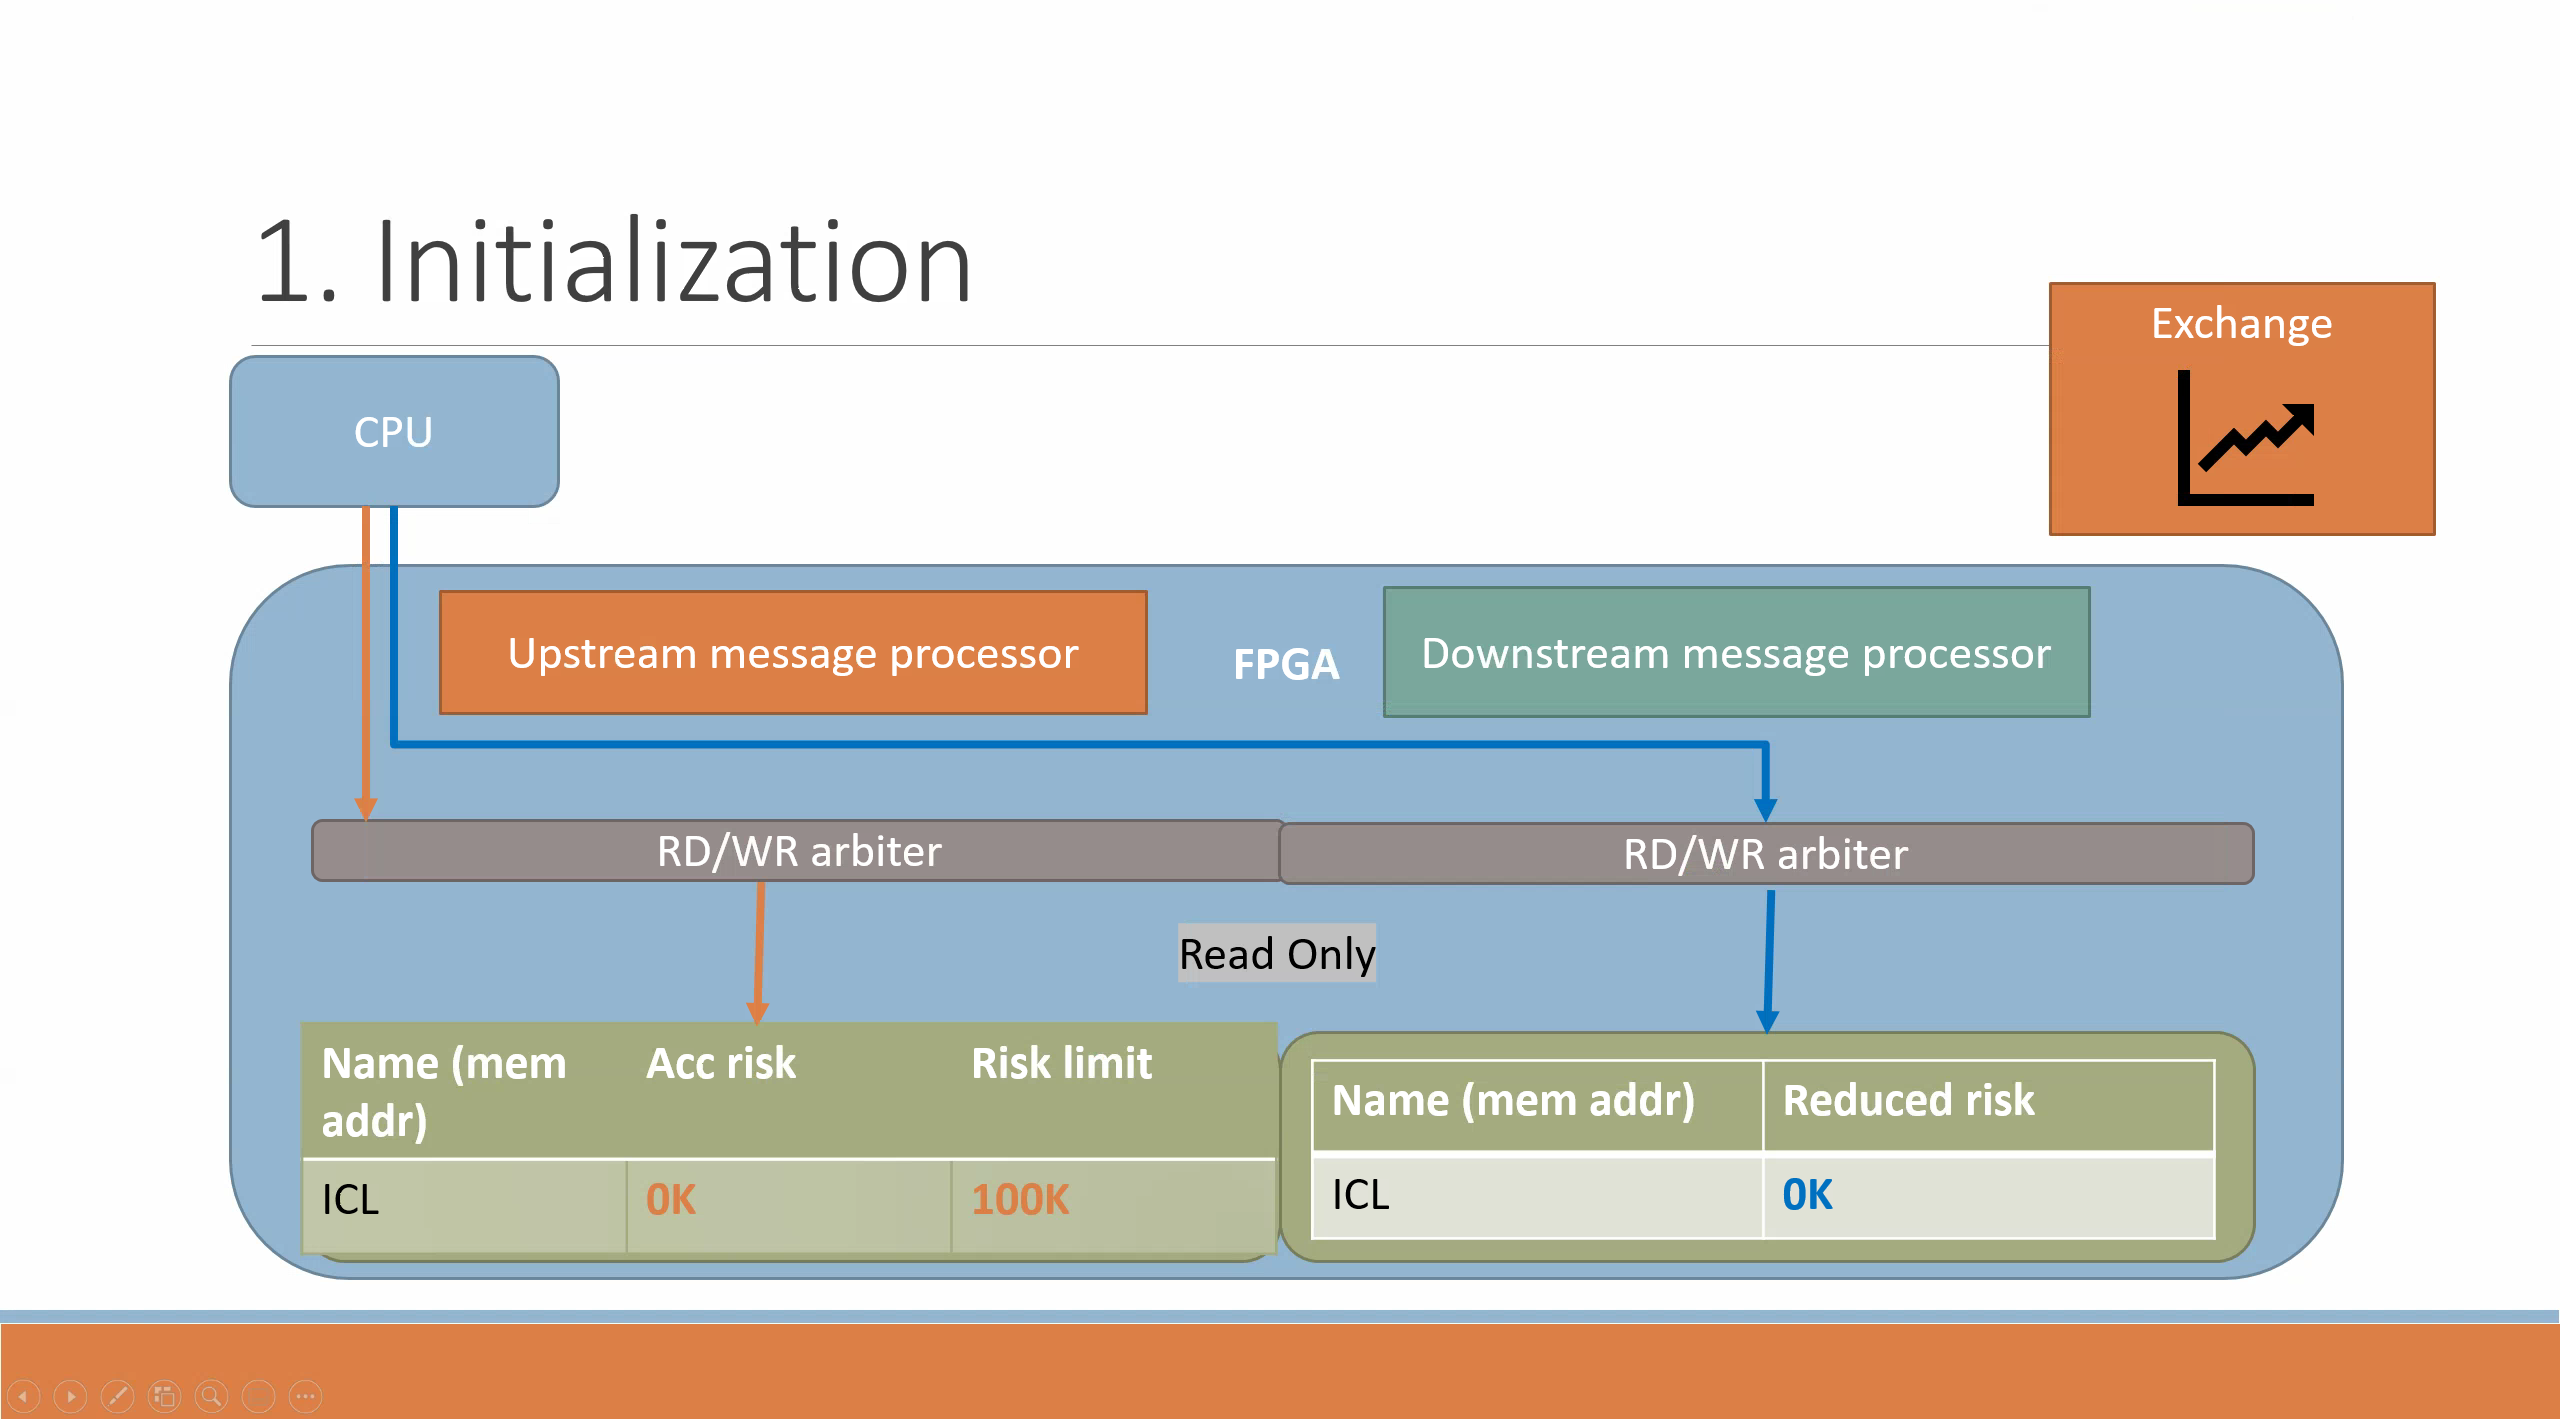 1. Initialization
Exchange
CPU
Upstream message processor
FPGA
Downstream message processor
RD/WR arbiter
RD/WR arbiter
Read Only
Name (mem
addr)
Acc risk
Risk limit
ICL
0K
100K
Name (mem addr)
Reduced risk
ICL
0K